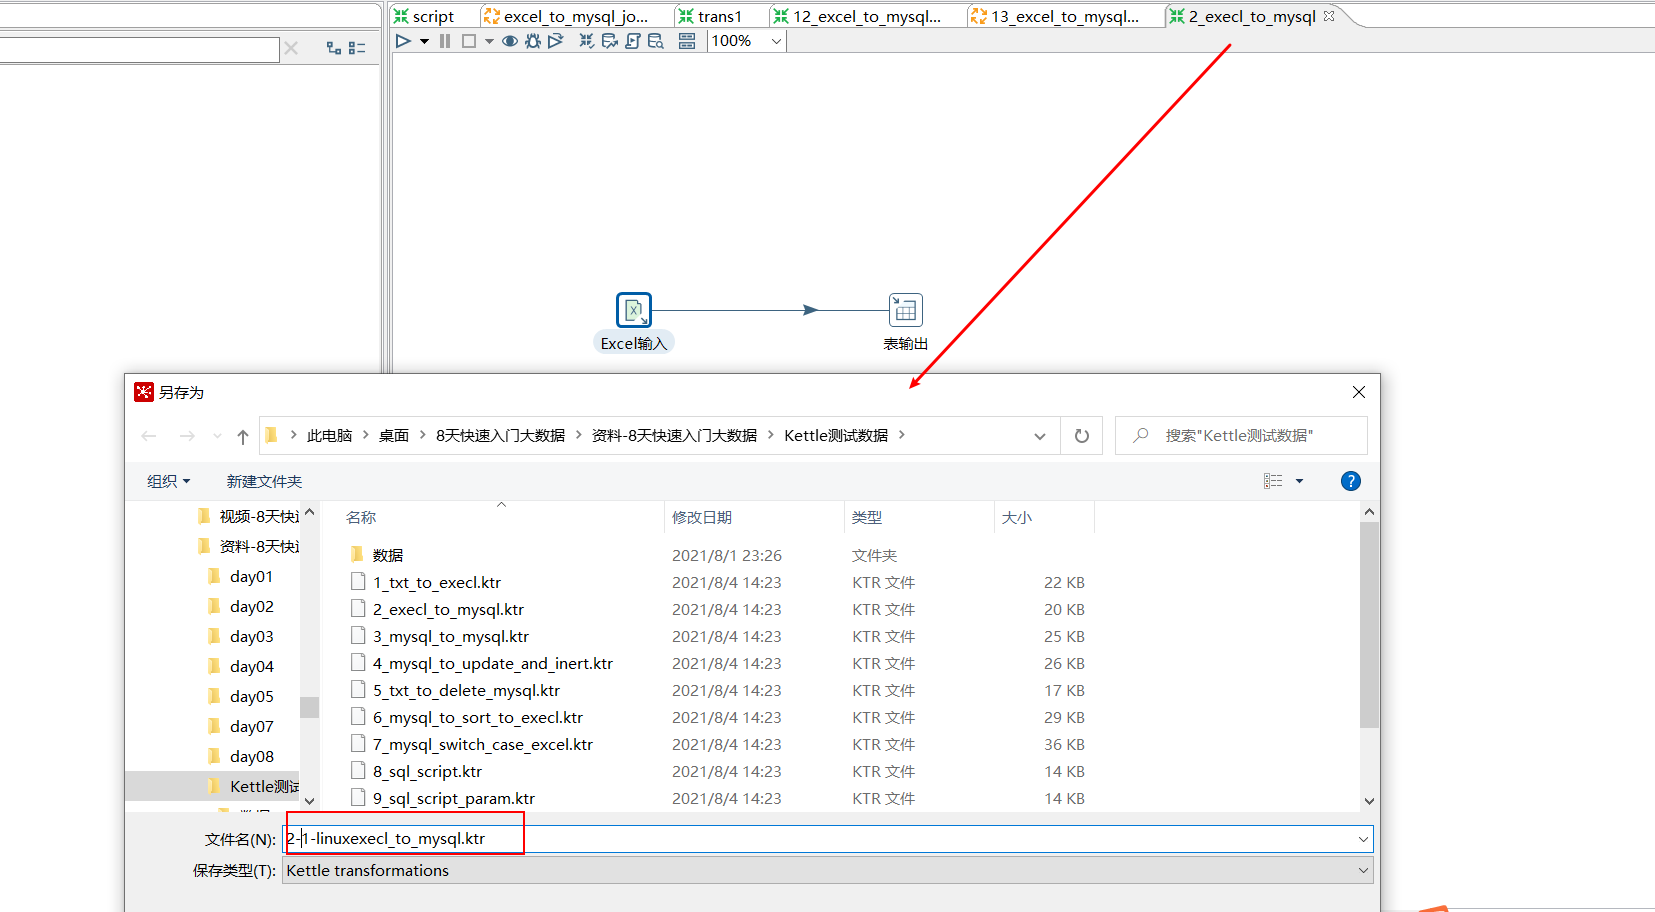 script
excel_to_mysql_jo...
trans1
12_excel_to_mysql...
13_excel_to_mysql...
2_execl_to_mysql
100%
Excel输入
表输出
另存为
此电脑 > 桌面 > 8天快速入门大数据 > 资料-8天快速入门大数据 > Kettle测试数据 >
搜索"Kettle测试数据"
组织
新建文件夹
视频-8天快
资料-8天快
day01
day02
day03
day04
day05
day07
day08
Kettle测试
名称 修改日期 类型 大小
数据 2021/8/1 23:26 文件夹
1_txt_to_execl.ktr 2021/8/4 14:23 KTR 文件 22 KB
2_execl_to_mysql.ktr 2021/8/4 14:23 KTR 文件 20 KB
3_mysql_to_mysql.ktr 2021/8/4 14:23 KTR 文件 25 KB
4_mysql_to_update_and_inert.ktr 2021/8/4 14:23 KTR 文件 26 KB
5_txt_to_delete_mysql.ktr 2021/8/4 14:23 KTR 文件 17 KB
6_mysql_to_sort_to_execl.ktr 2021/8/4 14:23 KTR 文件 29 KB
7_mysql_switch_case_excel.ktr 2021/8/4 14:23 KTR 文件 36 KB
8_sql_script.ktr 2021/8/4 14:23 KTR 文件 14 KB
9_sql_script_param.ktr 2021/8/4 14:23 KTR 文件 14 KB
文件名(N): 2-1-linuxexecl_to_mysql.ktr
保存类型(T): Kettle transformations